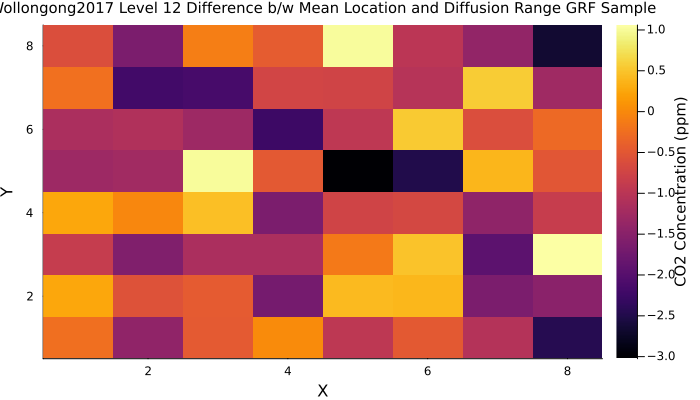 Wollongong2017 Level 12 Difference b/w Mean Location and Diffusion Range GRF Sample
8
6
4
2
Y
2 4 6 8
X
1.0
0.5
0
−0.5
−1.0
−1.5
−2.0
−2.5
−3.0
CO2 Concentration (ppm)